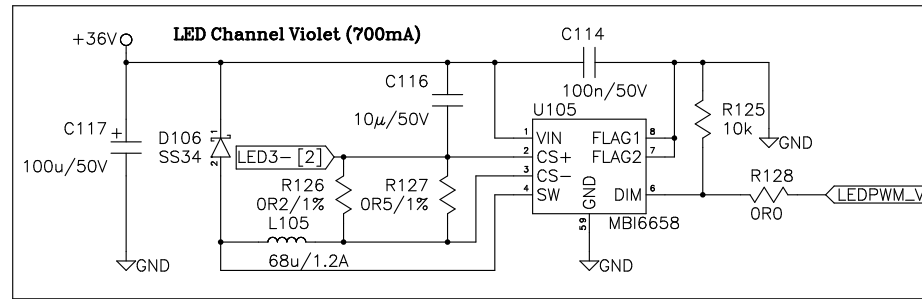 LED Channel Violet (700mA)
+36V
C114
100n/50V
C116
10µ/50V
C117
+
100u/50V
D106
SS34
1
2
LED3- [2]
R126
0R2/1%
R127
0R5/1%
L105
68u/1.2A
U105
1 VIN
2 CS+
3 CS-
4 SW
FLAG1 8
FLAG2 7
DIM 6
GND
5 9
MBI6658
R125
10k
GND
R128
0R0
LEDPWM_V
GND
GND